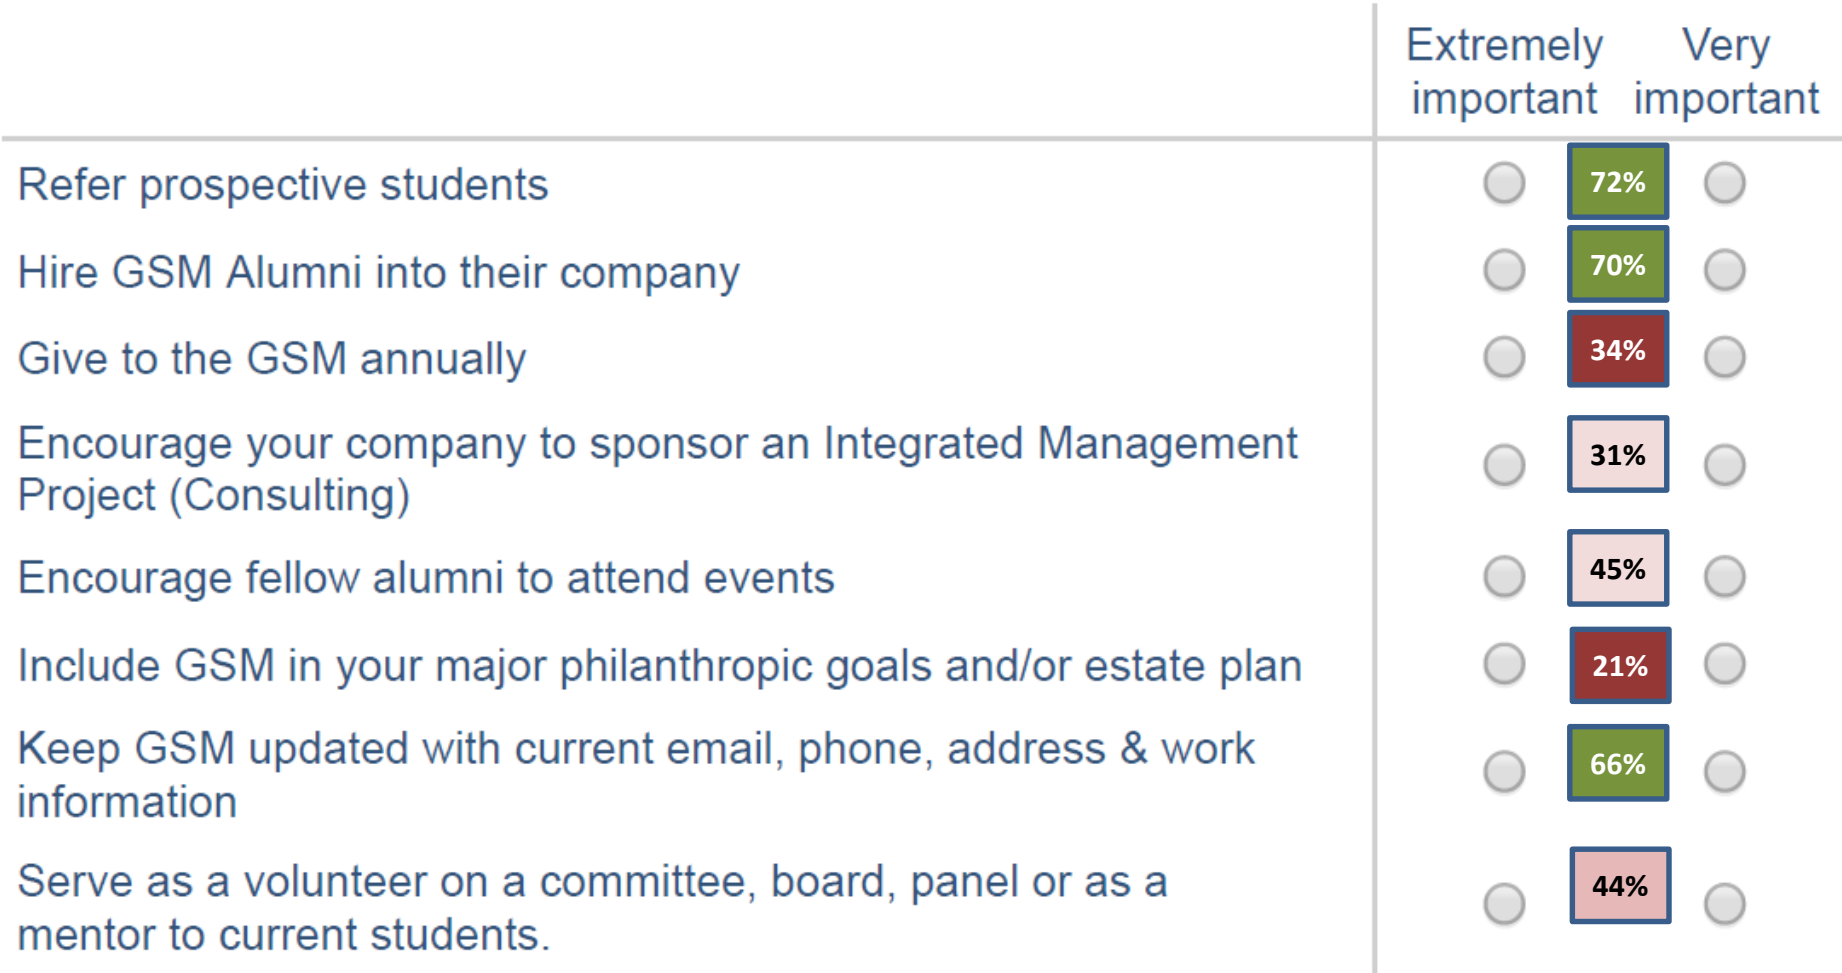 Extremely Very
important important
Refer prospective students 72%
Hire GSM Alumni into their company 70%
Give to the GSM annually 34%
Encourage your company to sponsor an Integrated Management
Project (Consulting) 31%
Encourage fellow alumni to attend events 45%
Include GSM in your major philanthropic goals and/or estate plan 21%
Keep GSM updated with current email, phone, address & work
information 66%
Serve as a volunteer on a committee, board, panel or as a
mentor to current students. 44%